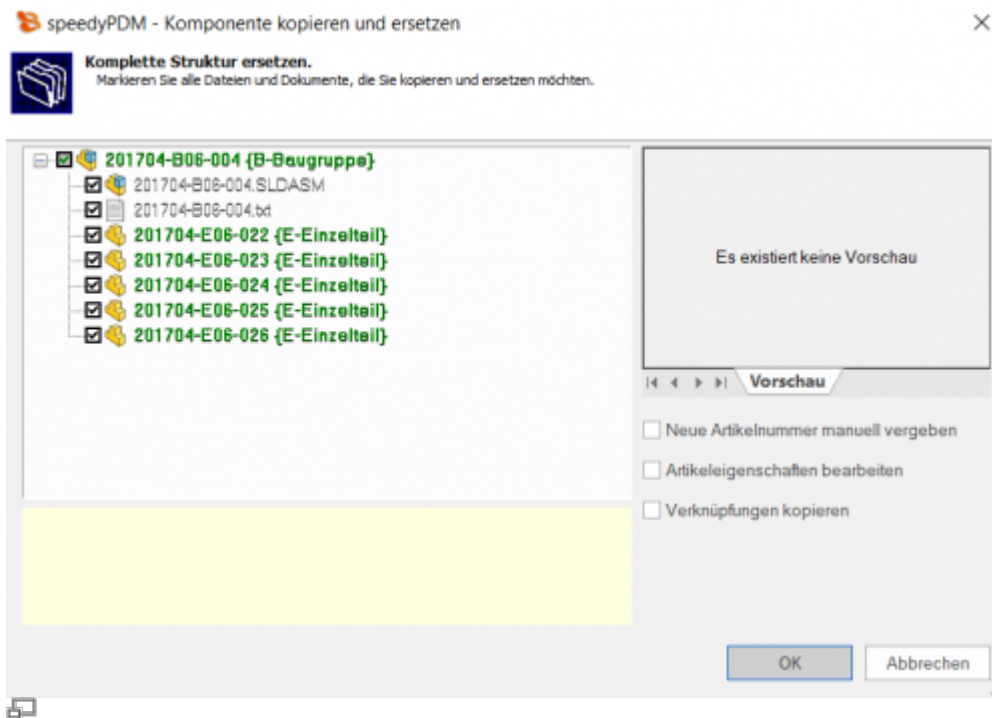 speedyPDM - Komponente kopieren und ersetzen
Komplette Struktur ersetzen.
Markieren Sie alle Dateien und Dokumente, die Sie kopieren und ersetzen möchten.
201704-B06-004 {B-Baugruppe}
201704-B06-004.SLDASM
201704-B06-004.txt
201704-E06-022 {E-Einzelteil}
201704-E06-023 {E-Einzelteil}
201704-E06-024 {E-Einzelteil}
201704-E06-025 {E-Einzelteil}
201704-E06-026 {E-Einzelteil}
Es existiert keine Vorschau
Vorschau
Neue Artikelnummer manuell vergeben
Artikeleigenschaften bearbeiten
Verknüpfungen kopieren
OK
Abbrechen